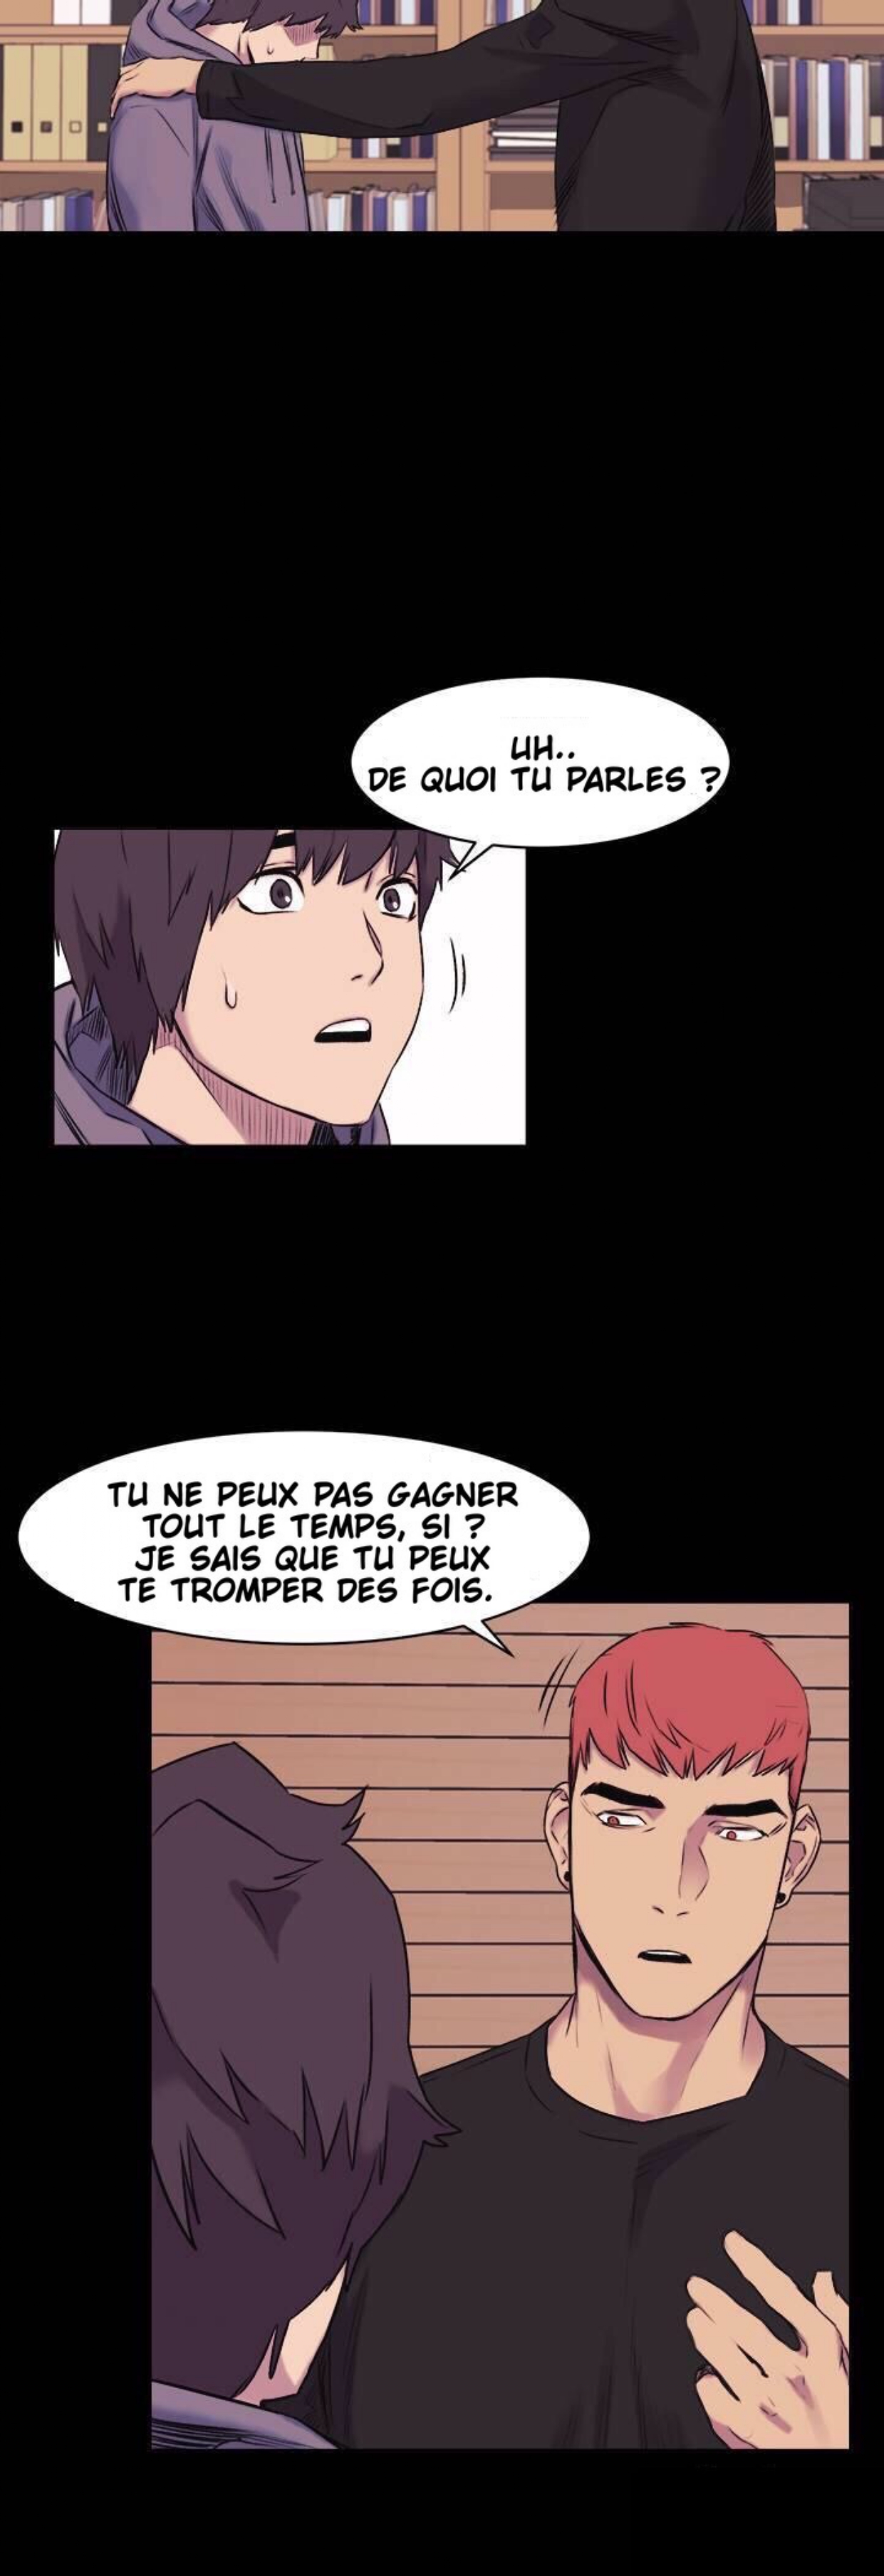 UH..
DE QUOI TU PARLES ?
TU NE PEUX PAS GAGNER
TOUT LE TEMPS, SI ?
JE SAIS QUE TU PEUX
TE TROMPER DES FOIS.